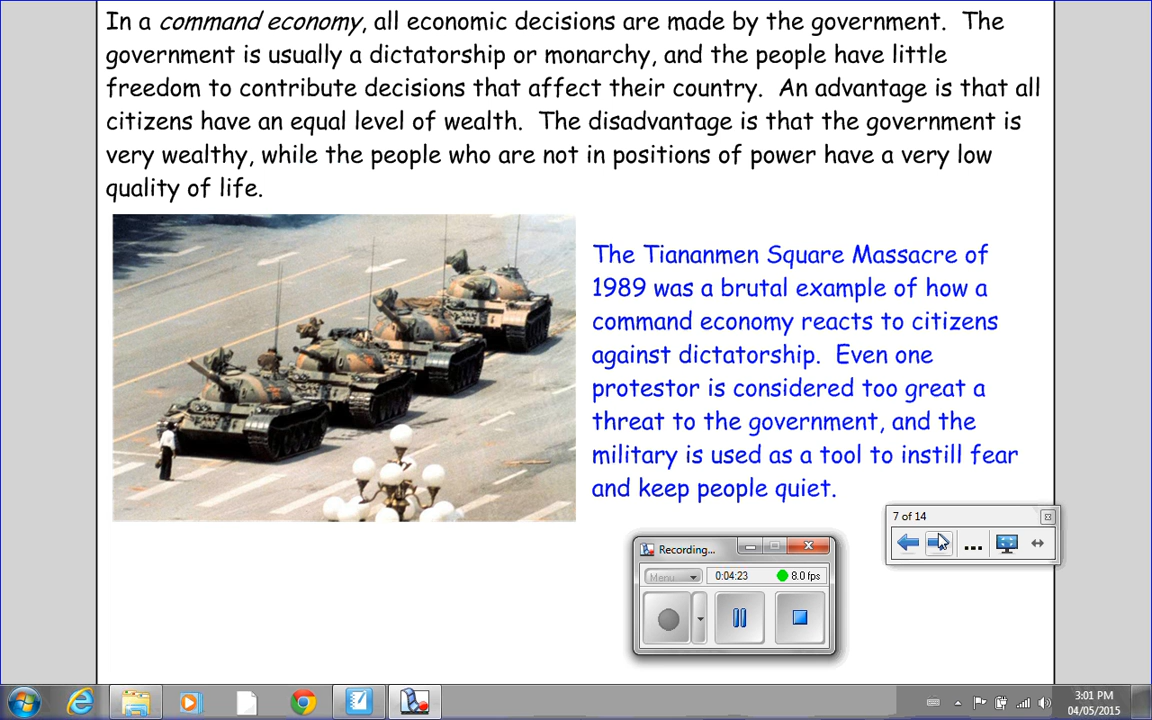 In a command economy, all economic decisions are made by the government.  The
government is usually a dictatorship or monarchy, and the people have little
freedom to contribute decisions that affect their country.  An advantage is that all
citizens have an equal level of wealth.  The disadvantage is that the government is
very wealthy, while the people who are not in positions of power have a very low
quality of life.
The Tiananmen Square Massacre of
1989 was a brutal example of how a
command economy reacts to citizens
against dictatorship.  Even one
protestor is considered too great a
threat to the government, and the
military is used as a tool to instill fear
and keep people quiet.
7 of 14
...
Recording...
Menu
0:04:23
8.0 fps
3:01 PM
04/05/2015